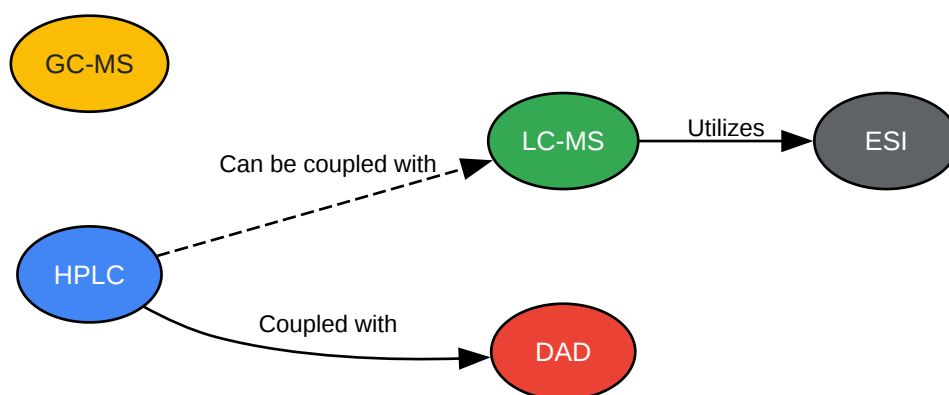 GC-MS
LC-MS
Utilizes
ESI
Can be coupled with
HPLC
Coupled with
DAD